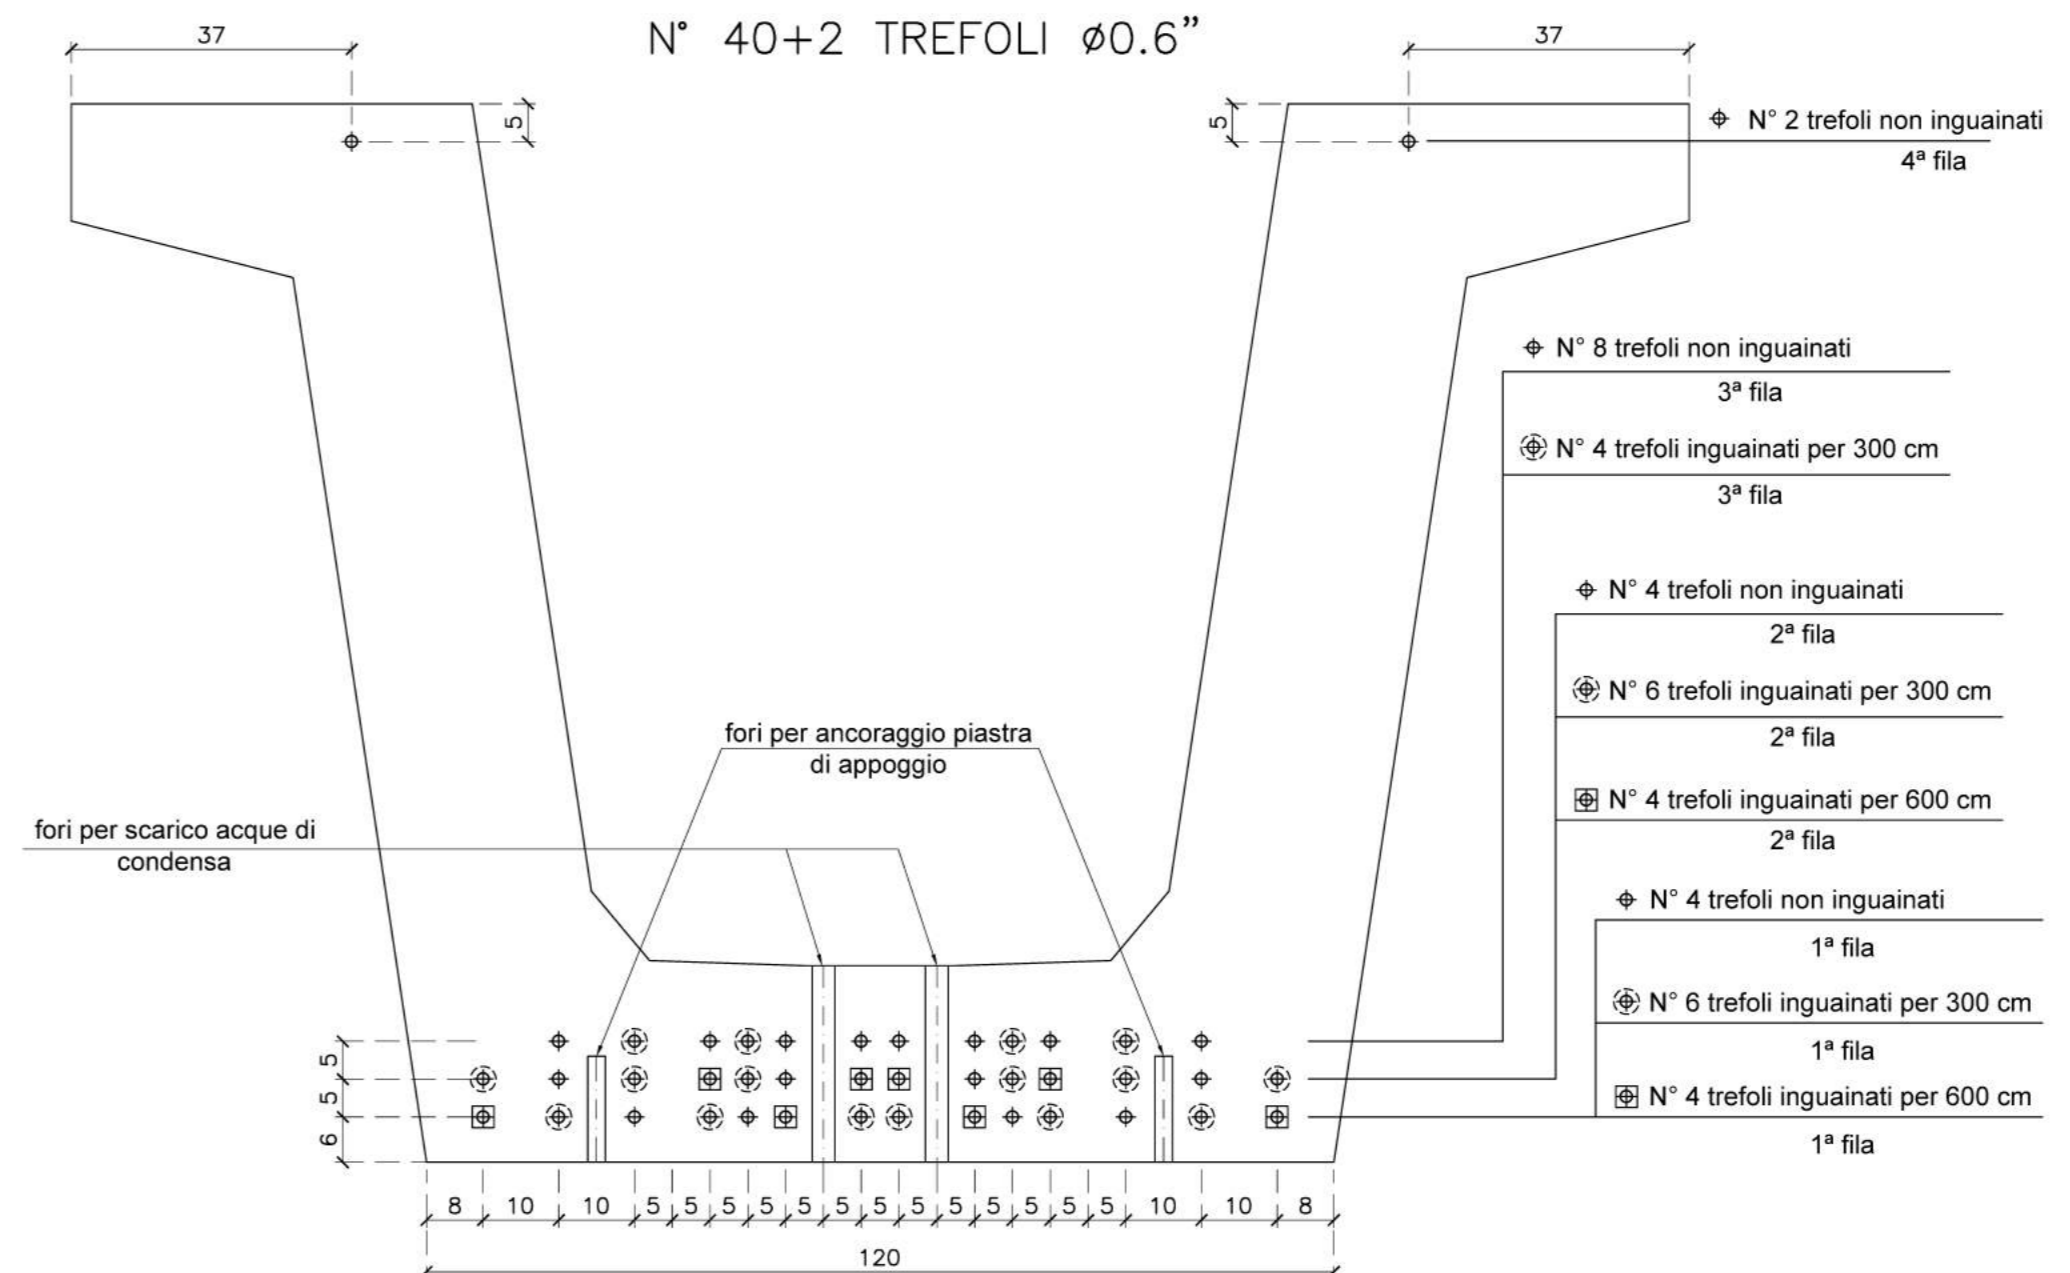 N° 40+2 TREFOLI ø0.6”
37
37
5
5
N° 2 trefoli non inguainati
4ª fila
N° 8 trefoli non inguainati
3ª fila
N° 4 trefoli inguainati per 300 cm
3ª fila
N° 4 trefoli non inguainati
2ª fila
N° 6 trefoli inguainati per 300 cm
2ª fila
N° 4 trefoli inguainati per 600 cm
2ª fila
fori per ancoraggio piastra
di appoggio
fori per scarico acque di
condensa
N° 4 trefoli non inguainati
1ª fila
N° 6 trefoli inguainati per 300 cm
1ª fila
N° 4 trefoli inguainati per 600 cm
1ª fila
5
5
6
8 10 10 5 5 5 5 5 5 5 5 5 5 5 5 5 10 10 8
120